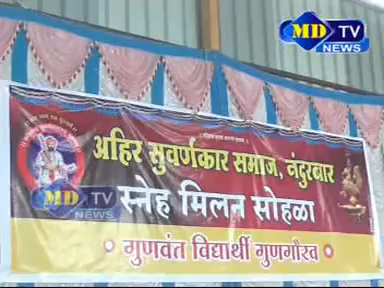 MD TV
NEWS
अहिर सुवर्णकार समाज, नंदुरबार
स्नेह मिलन सोहळा
गुणवंत विद्यार्थी गुणगौरव
MD TV
NEWS